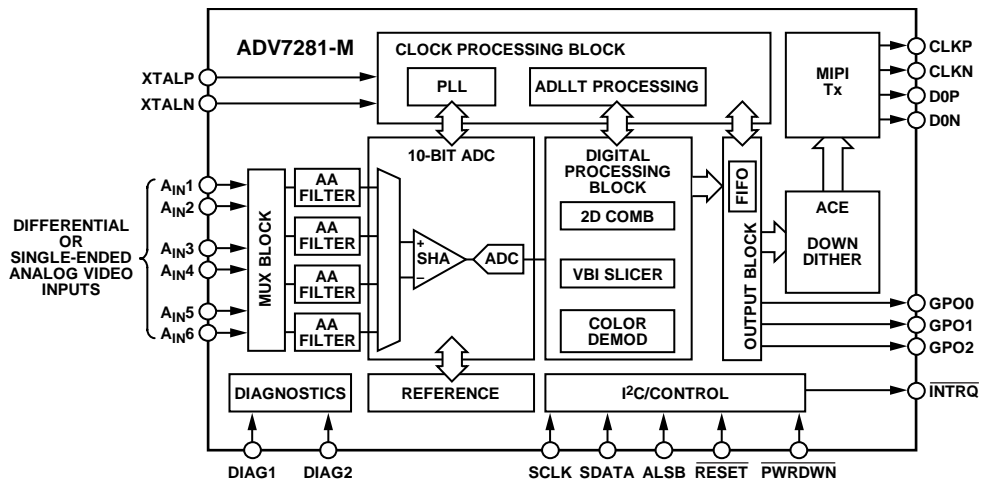 ADV7281-M
CLOCK PROCESSING BLOCK
PLL
ADLLT PROCESSING
XTALP
XTALN
MIPI
Tx
CLKP
CLKN
D0P
D0N
10-BIT ADC
DIGITAL
PROCESSING
BLOCK
2D COMB
VBI SLICER
COLOR
DEMOD
FIFO
OUTPUT BLOCK
ACE
DOWN
DITHER
DIFFERENTIAL
OR
SINGLE-ENDED
ANALOG VIDEO
INPUTS
AIN1
AIN2
AIN3
AIN4
AIN5
AIN6
MUX BLOCK
AA
FILTER
AA
FILTER
AA
FILTER
AA
FILTER
+
SHA
–
ADC
GPO0
GPO1
GPO2
DIAGNOSTICS
REFERENCE
I2C/CONTROL
INTRQ
DIAG1
DIAG2
SCLK
SDATA
ALSB
RESET
PWRDWN